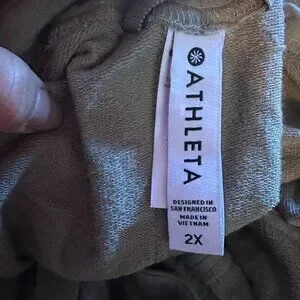 ATHLETA
DESIGNED IN
SAN FRANCISCO
MADE IN
VIETNAM
2X